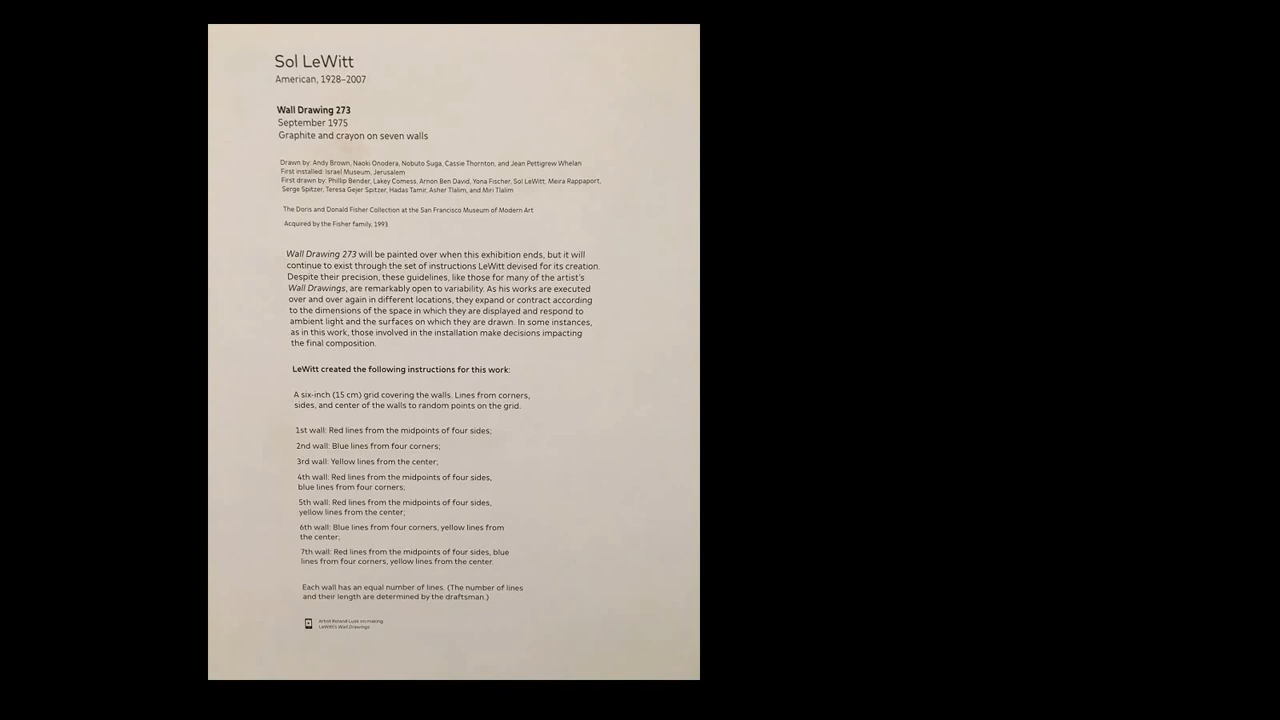 Sol LeWitt
American, 1928–2007
Wall Drawing 273
September 1975
Graphite and crayon on seven walls
Drawn by: Andy Brown, Naoki Onodera, Nobuto Suga, Cassie Thornton, and Jean Pettigrew Whelan
First installed: Israel Museum, Jerusalem
First drawn by: Phillip Bender, Lakey Comess, Arnon Ben David, Yona Fischer, Sol LeWitt, Meira Rappaport,
Serge Spitzer, Teresa Gejer Spitzer, Hadas Tamir, Asher Tlalim, and Miri Tlalim
The Doris and Donald Fisher Collection at the San Francisco Museum of Modern Art
Acquired by the Fisher family, 1993
Wall Drawing 273 will be painted over when this exhibition ends, but it will
continue to exist through the set of instructions LeWitt devised for its creation.
Despite their precision, these guidelines, like those for many of the artist's
Wall Drawings, are remarkably open to variability. As his works are executed
over and over again in different locations, they expand or contract according
to the dimensions of the space in which they are displayed and respond to
ambient light and the surfaces on which they are drawn. In some instances,
as in this work, those involved in the installation make decisions impacting
the final composition.
LeWitt created the following instructions for this work:
A six-inch (15 cm) grid covering the walls. Lines from corners,
sides, and center of the walls to random points on the grid.
1st wall: Red lines from the midpoints of four sides;
2nd wall: Blue lines from four corners;
3rd wall: Yellow lines from the center;
4th wall: Red lines from the midpoints of four sides,
blue lines from four corners;
5th wall: Red lines from the midpoints of four sides,
yellow lines from the center;
6th wall: Blue lines from four corners, yellow lines from
the center;
7th wall: Red lines from the midpoints of four sides, blue
lines from four corners, yellow lines from the center
Each wall has an equal number of lines. (The number of lines
and their length are determined by the draftsman.)
Artist Roland Lusk on making
LeWitt's Wall Drawings